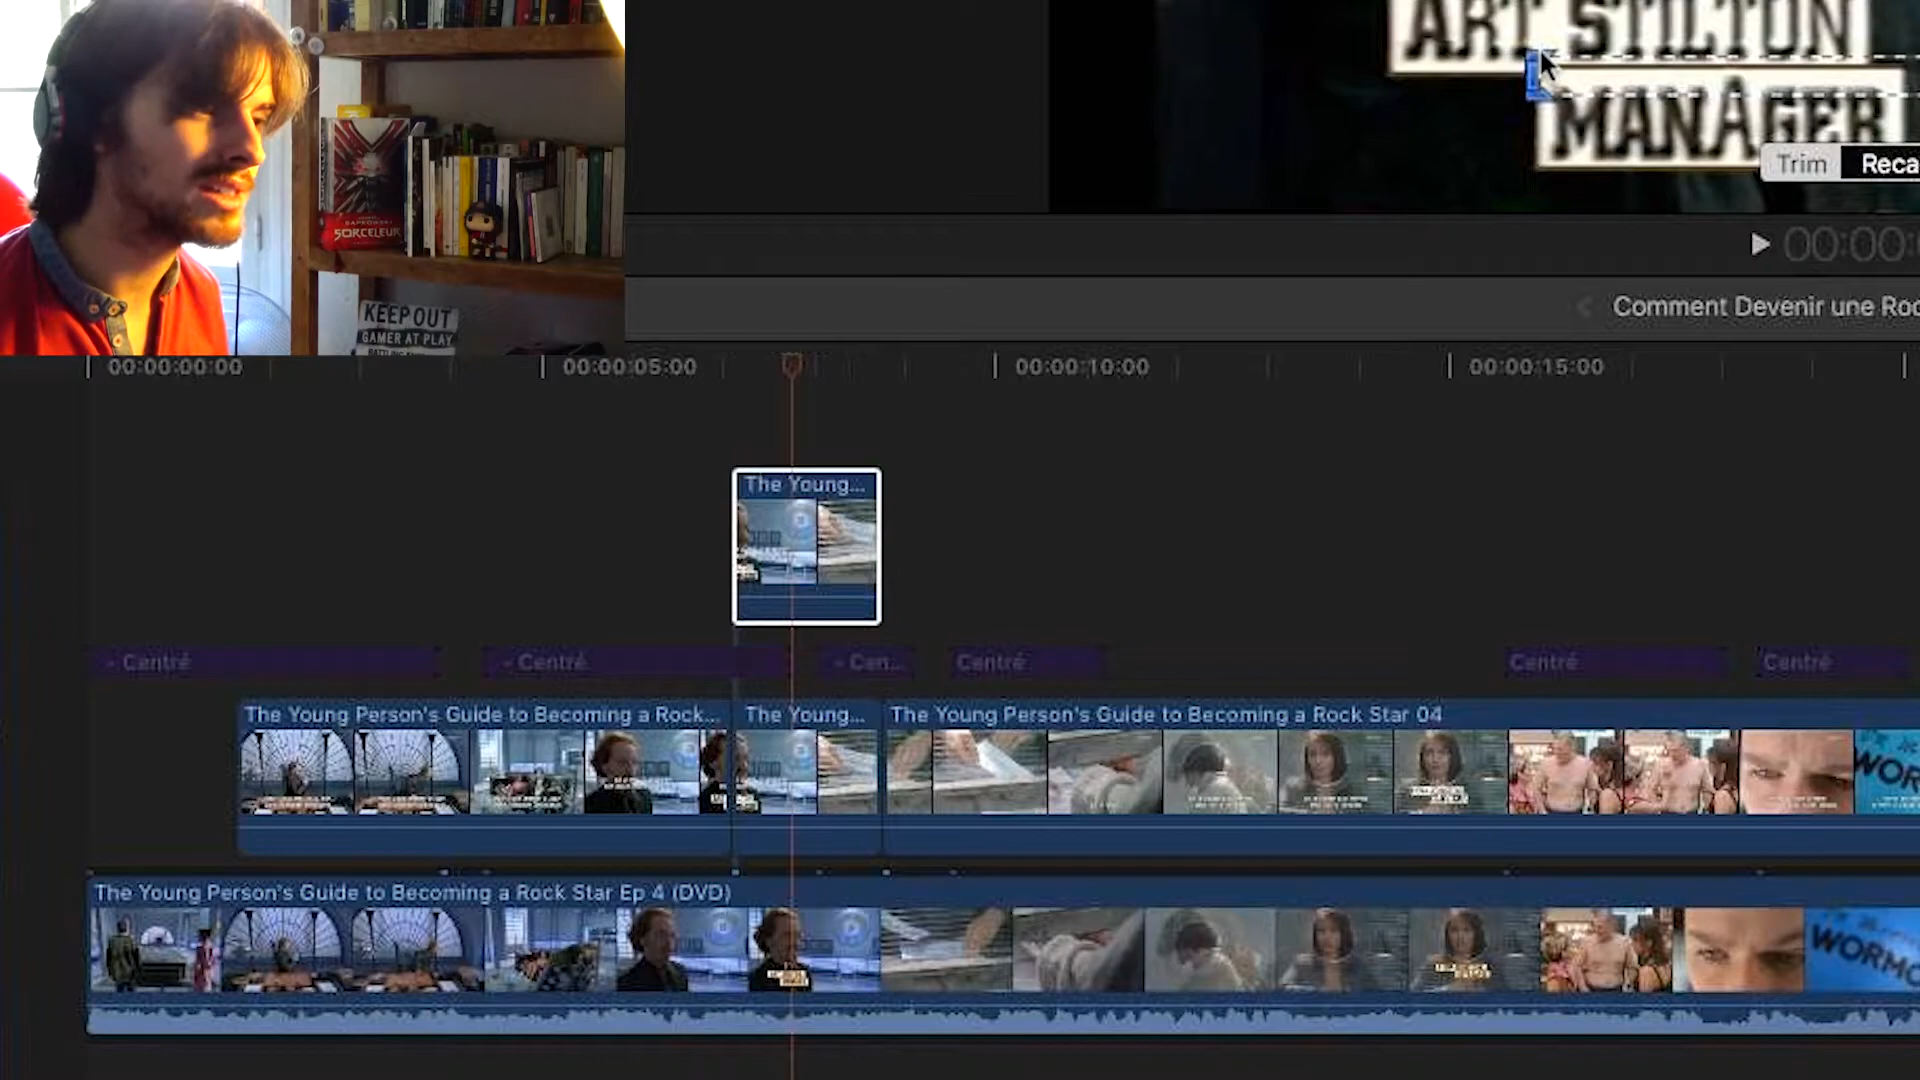 ART STILTON
MANAGER
Trim Reca
SORCELEUR
KEEP OUT
GAMER AT PLAY
00:00:
Comment Devenir une Roc
00:00:00:00
00:00:05:00
00:00:10:00
00:00:15:00
The Young...
- Centré
- Centré
- Cen...
Centré
Centré
Centré
The Young Person's Guide to Becoming a Rock...
The Young...
The Young Person's Guide to Becoming a Rock Star 04
WOR
The Young Person's Guide to Becoming a Rock Star Ep 4 (DVD)
WORMO